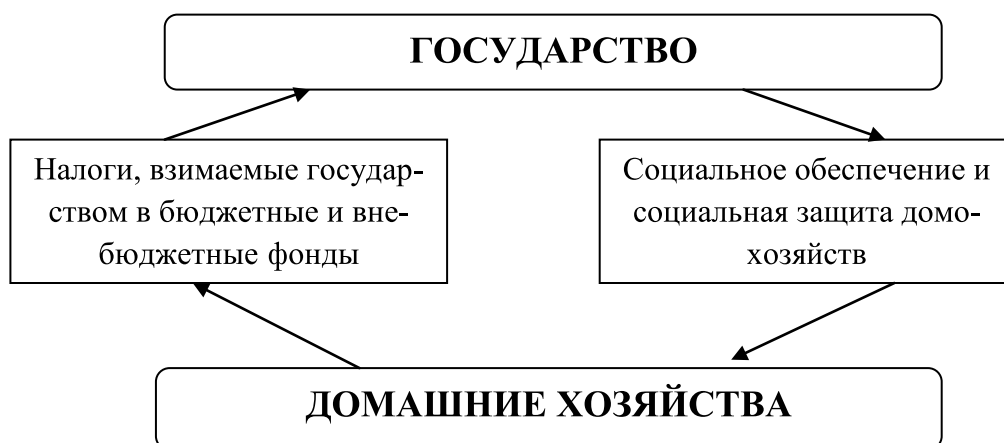 ГОСУДАРСТВО
Налоги, взимаемые государ-
ством в бюджетные и вне-
бюджетные фонды
Социальное обеспечение и
социальная защита домо-
хозяйств
ДОМАШНИЕ ХОЗЯЙСТВА